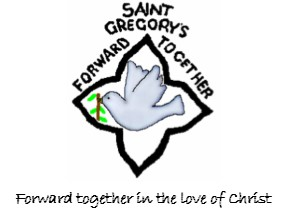 SAINT
GREGORY'S
FORWARD TOGETHER
Forward together in the love of Christ